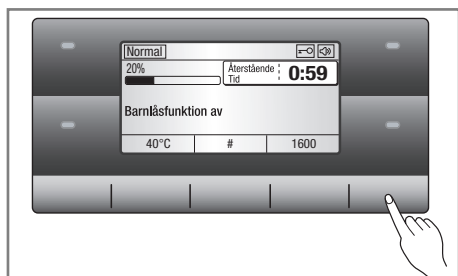 Normal
20%
Återstående Tid
0:59
Barnlåsfunktion av
40°C # 1600